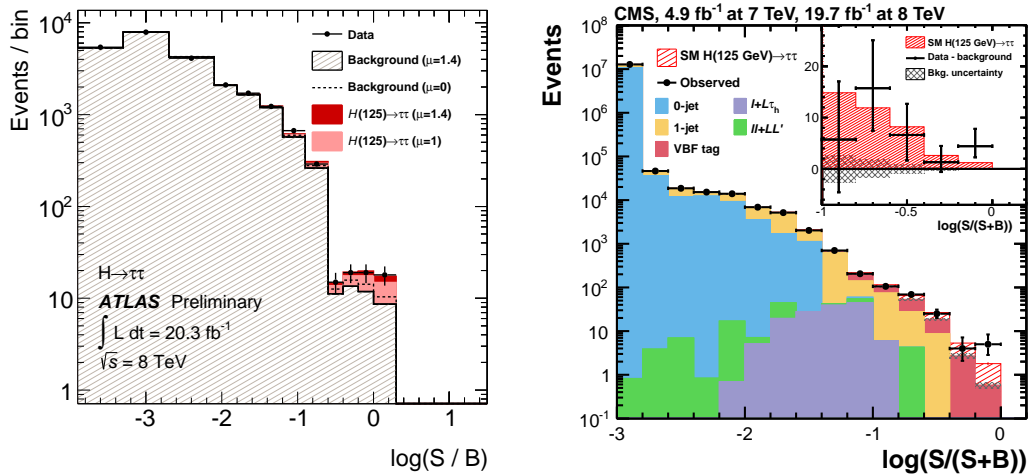 Events / bin
10⁴
10³
10²
10
1
-3
-2
-1
0
1
log(S / B)
Data
Background (μ=1.4)
Background (μ=0)
H(125)→ττ (μ=1.4)
H(125)→ττ (μ=1)
H→ττ
ATLAS Preliminary
∫ L dt = 20.3 fb⁻¹
√s = 8 TeV
CMS, 4.9 fb⁻¹ at 7 TeV, 19.7 fb⁻¹ at 8 TeV
Events
10⁸
10⁷
10⁶
10⁵
10⁴
10³
10²
10
1
10⁻¹
-3
-2
-1
0
log(S/(S+B))
SM H(125 GeV)→ττ
Observed
0-jet
l+Lτₕ
1-jet
ll+LL'
VBF tag
SM H(125 GeV)→ττ
Data - background
Bkg. uncertainty
20
10
0
-1
-0.5
0
log(S/(S+B))